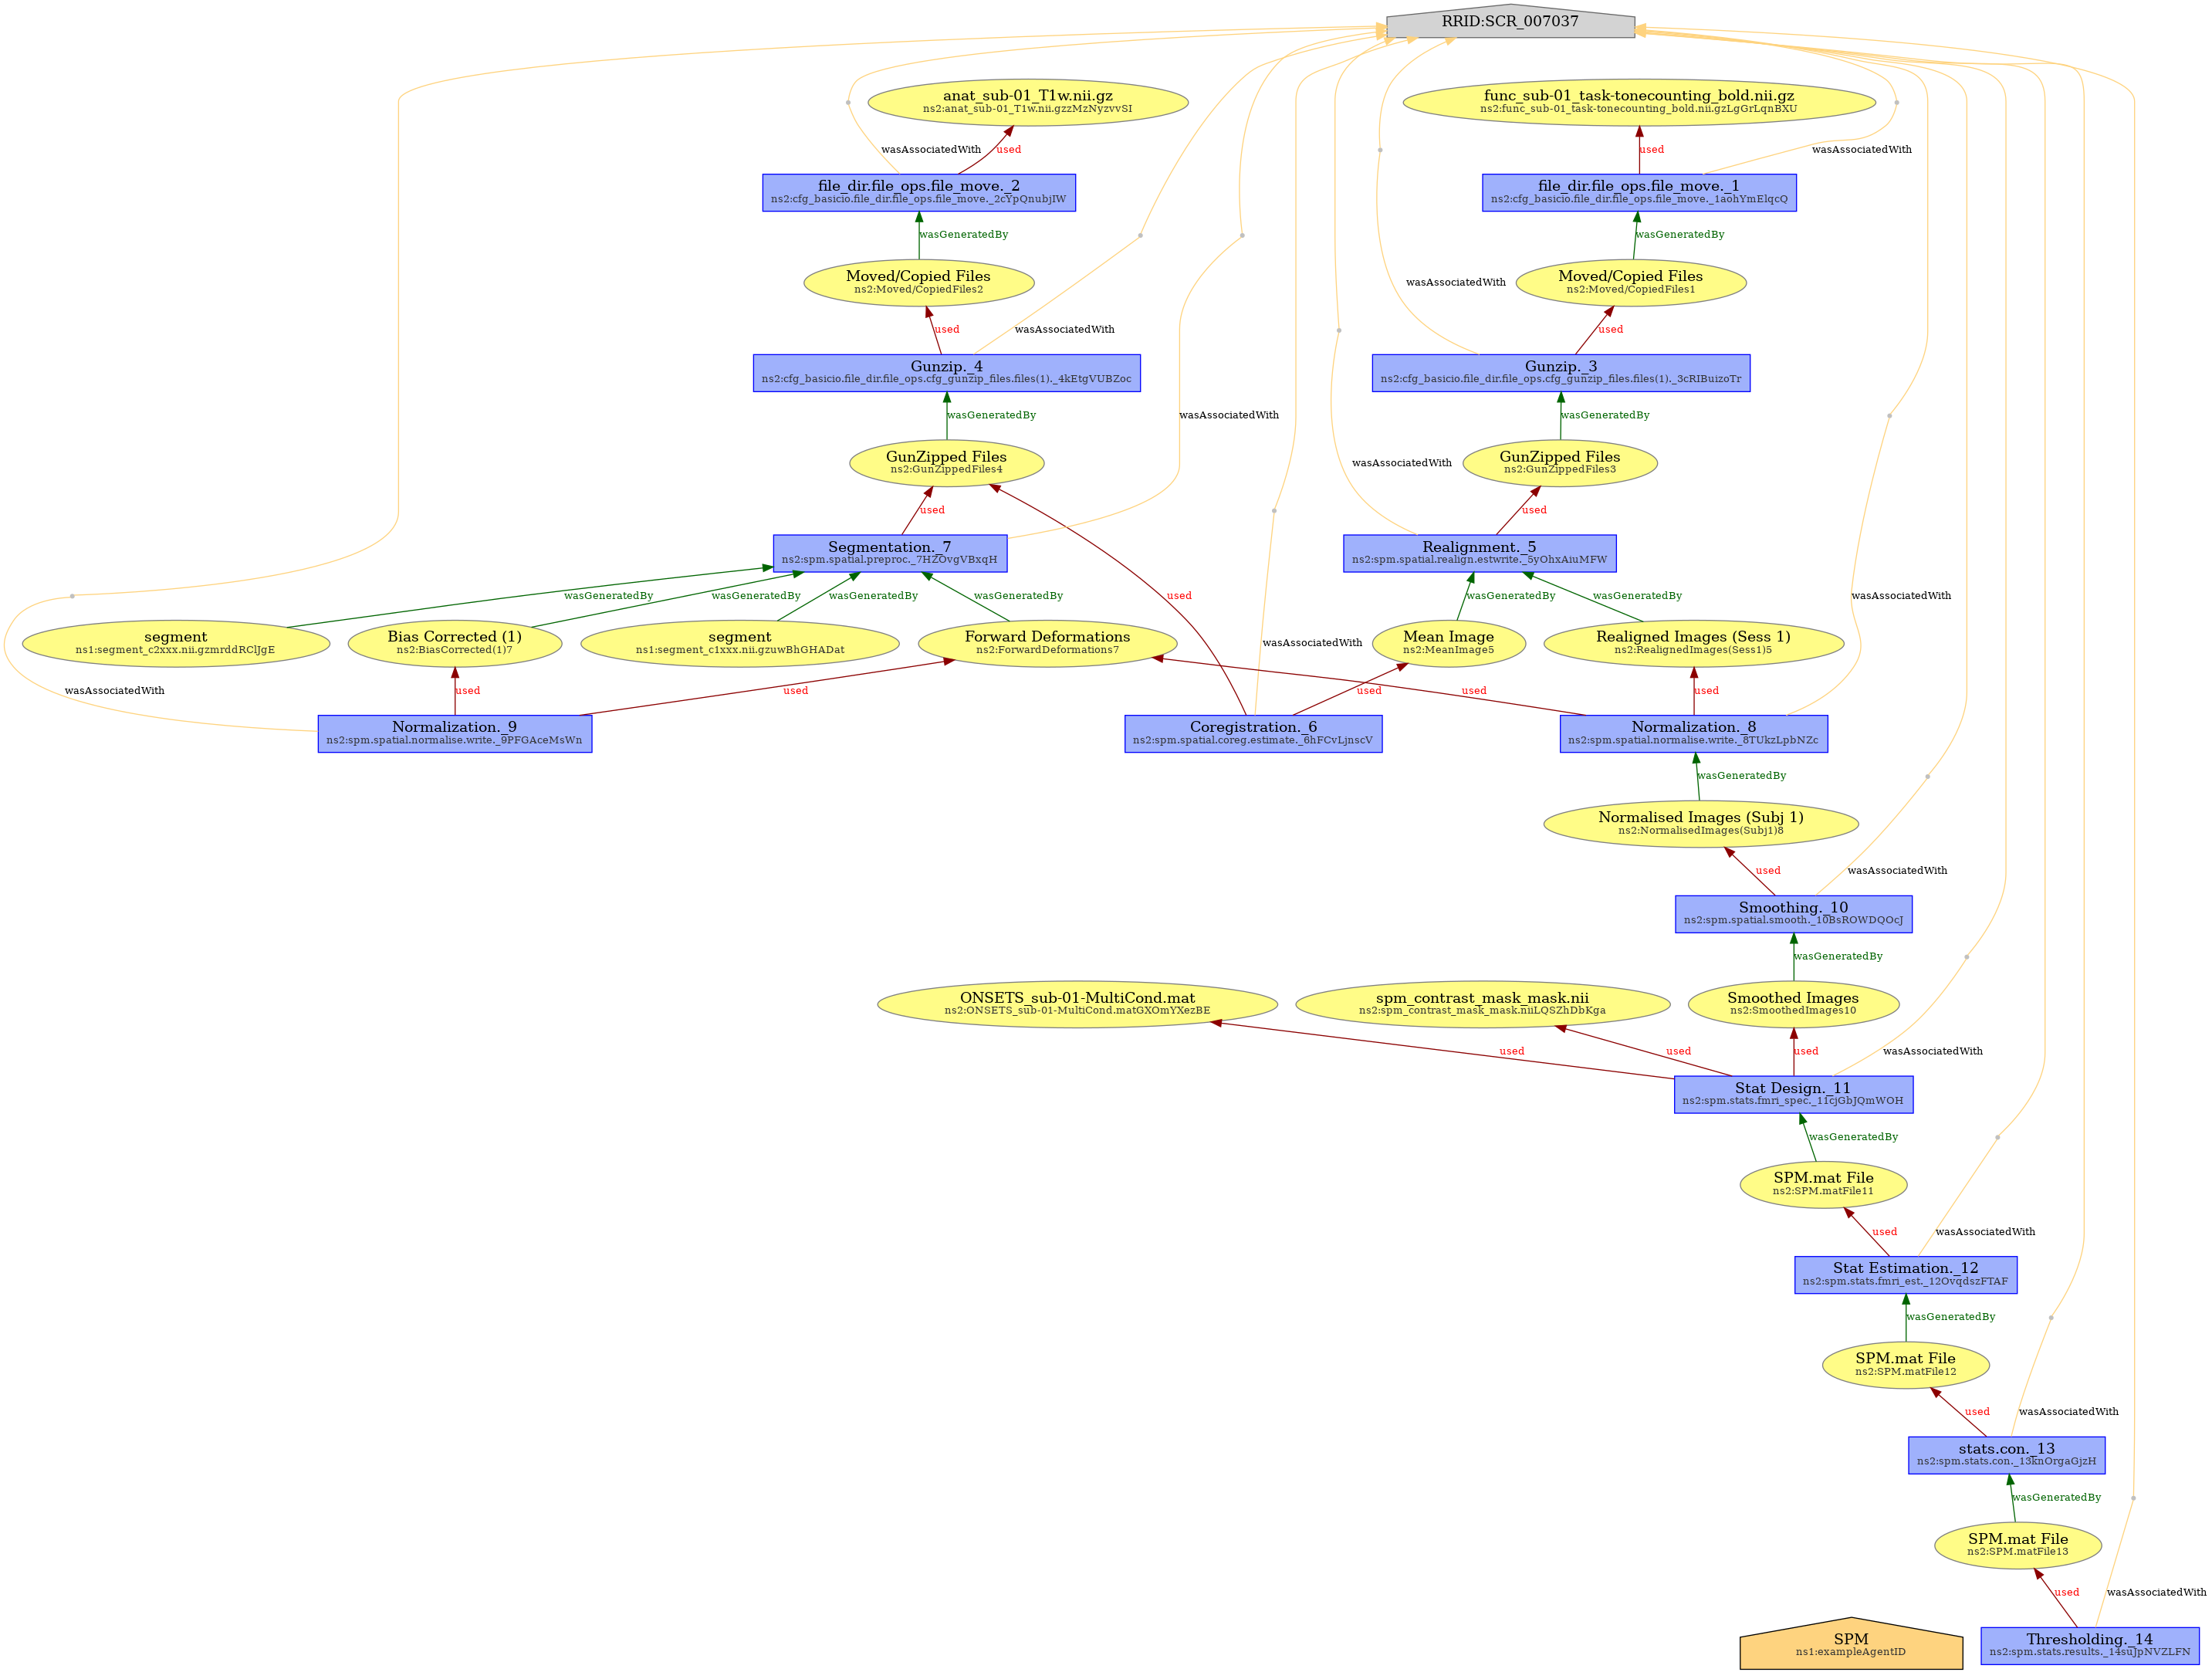 RRID:SCR_007037
anat_sub-01_T1w.nii.gz
ns2:anat_sub-01_T1w.nii.gzzMzNyzvvSI
func_sub-01_task-tonecounting_bold.nii.gz
ns2:func_sub-01_task-tonecounting_bold.nii.gzLgGrLqnBXU
wasAssociatedWith
used
used
wasAssociatedWith
file_dir.file_ops.file_move._2
ns2:cfg_basicio.file_dir.file_ops.file_move._2cYpQnubjIW
file_dir.file_ops.file_move._1
ns2:cfg_basicio.file_dir.file_ops.file_move._1aohYmElqcQ
wasGeneratedBy
wasGeneratedBy
Moved/Copied Files
ns2:Moved/CopiedFiles2
wasAssociatedWith
Moved/Copied Files
ns2:Moved/CopiedFiles1
used
wasAssociatedWith
used
Gunzip._4
ns2:cfg_basicio.file_dir.file_ops.cfg_gunzip_files.files(1)._4kEtgVUBZoc
Gunzip._3
ns2:cfg_basicio.file_dir.file_ops.cfg_gunzip_files.files(1)._3cRIBuizoTr
wasGeneratedBy
wasAssociatedWith
wasGeneratedBy
GunZipped Files
ns2:GunZippedFiles4
wasAssociatedWith
GunZipped Files
ns2:GunZippedFiles3
used
used
Segmentation._7
ns2:spm.spatial.preproc._7HZOvgVBxqH
Realignment._5
ns2:spm.spatial.realign.estwrite._5yOhxAiuMFW
wasGeneratedBy
wasGeneratedBy
wasGeneratedBy
wasGeneratedBy
used
wasGeneratedBy
wasGeneratedBy
wasAssociatedWith
segment
ns1:segment_c2xxx.nii.gzmrddRClJgE
Bias Corrected (1)
ns2:BiasCorrected(1)7
segment
ns1:segment_c1xxx.nii.gzuwBhGHADat
Forward Deformations
ns2:ForwardDeformations7
wasAssociatedWith
Mean Image
ns2:MeanImage5
Realigned Images (Sess 1)
ns2:RealignedImages(Sess1)5
wasAssociatedWith
used
used
used
used
used
Normalization._9
ns2:spm.spatial.normalise.write._9PFGAceMsWn
Coregistration._6
ns2:spm.spatial.coreg.estimate._6hFCvLjnscV
Normalization._8
ns2:spm.spatial.normalise.write._8TUkzLpbNZc
wasGeneratedBy
Normalised Images (Subj 1)
ns2:NormalisedImages(Subj1)8
used
wasAssociatedWith
Smoothing._10
ns2:spm.spatial.smooth._10BsROWDQOcJ
wasGeneratedBy
ONSETS_sub-01-MultiCond.mat
ns2:ONSETS_sub-01-MultiCond.matGXOmYXezBE
spm_contrast_mask_mask.nii
ns2:spm_contrast_mask_mask.niiLQSZhDbKga
Smoothed Images
ns2:SmoothedImages10
used
used
used
wasAssociatedWith
Stat Design._11
ns2:spm.stats.fmri_spec._11cjGbJQmWOH
wasGeneratedBy
SPM.mat File
ns2:SPM.matFile11
used
wasAssociatedWith
Stat Estimation._12
ns2:spm.stats.fmri_est._12OvqdszFTAF
wasGeneratedBy
SPM.mat File
ns2:SPM.matFile12
used
wasAssociatedWith
stats.con._13
ns2:spm.stats.con._13knOrgaGjzH
wasGeneratedBy
SPM.mat File
ns2:SPM.matFile13
used
wasAssociatedWith
SPM
ns1:exampleAgentID
Thresholding._14
ns2:spm.stats.results._14suJpNVZLFN